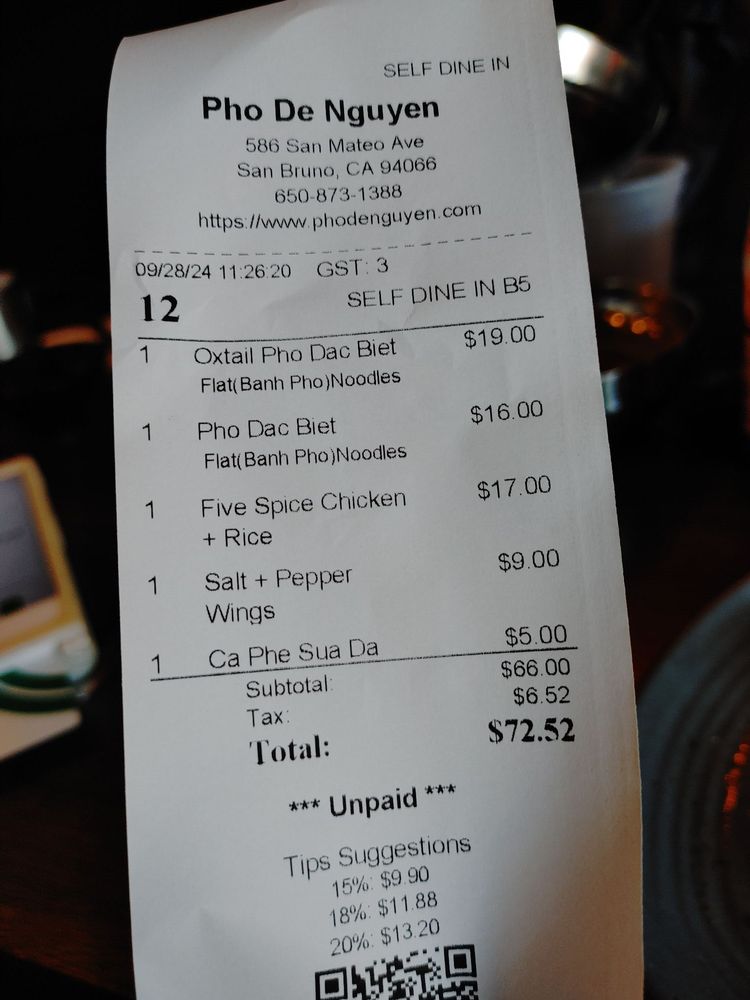 SELF DINE IN
Pho De Nguyen
586 San Mateo Ave
San Bruno, CA 94066
650-873-1388
https://www.phodenguyen.com
09/28/24 11:26:20 GST: 3
12 SELF DINE IN B5
1 Oxtail Pho Dac Biet $19.00
Flat(Banh Pho)Noodles
1 Pho Dac Biet $16.00
Flat(Banh Pho)Noodles
1 Five Spice Chicken $17.00
+ Rice
1 Salt + Pepper $9.00
Wings
1 Ca Phe Sua Da $5.00
Subtotal: $66.00
Tax: $6.52
Total: $72.52
*** Unpaid ***
Tips Suggestions
15%: $9.90
18%: $11.88
20%: $13.20